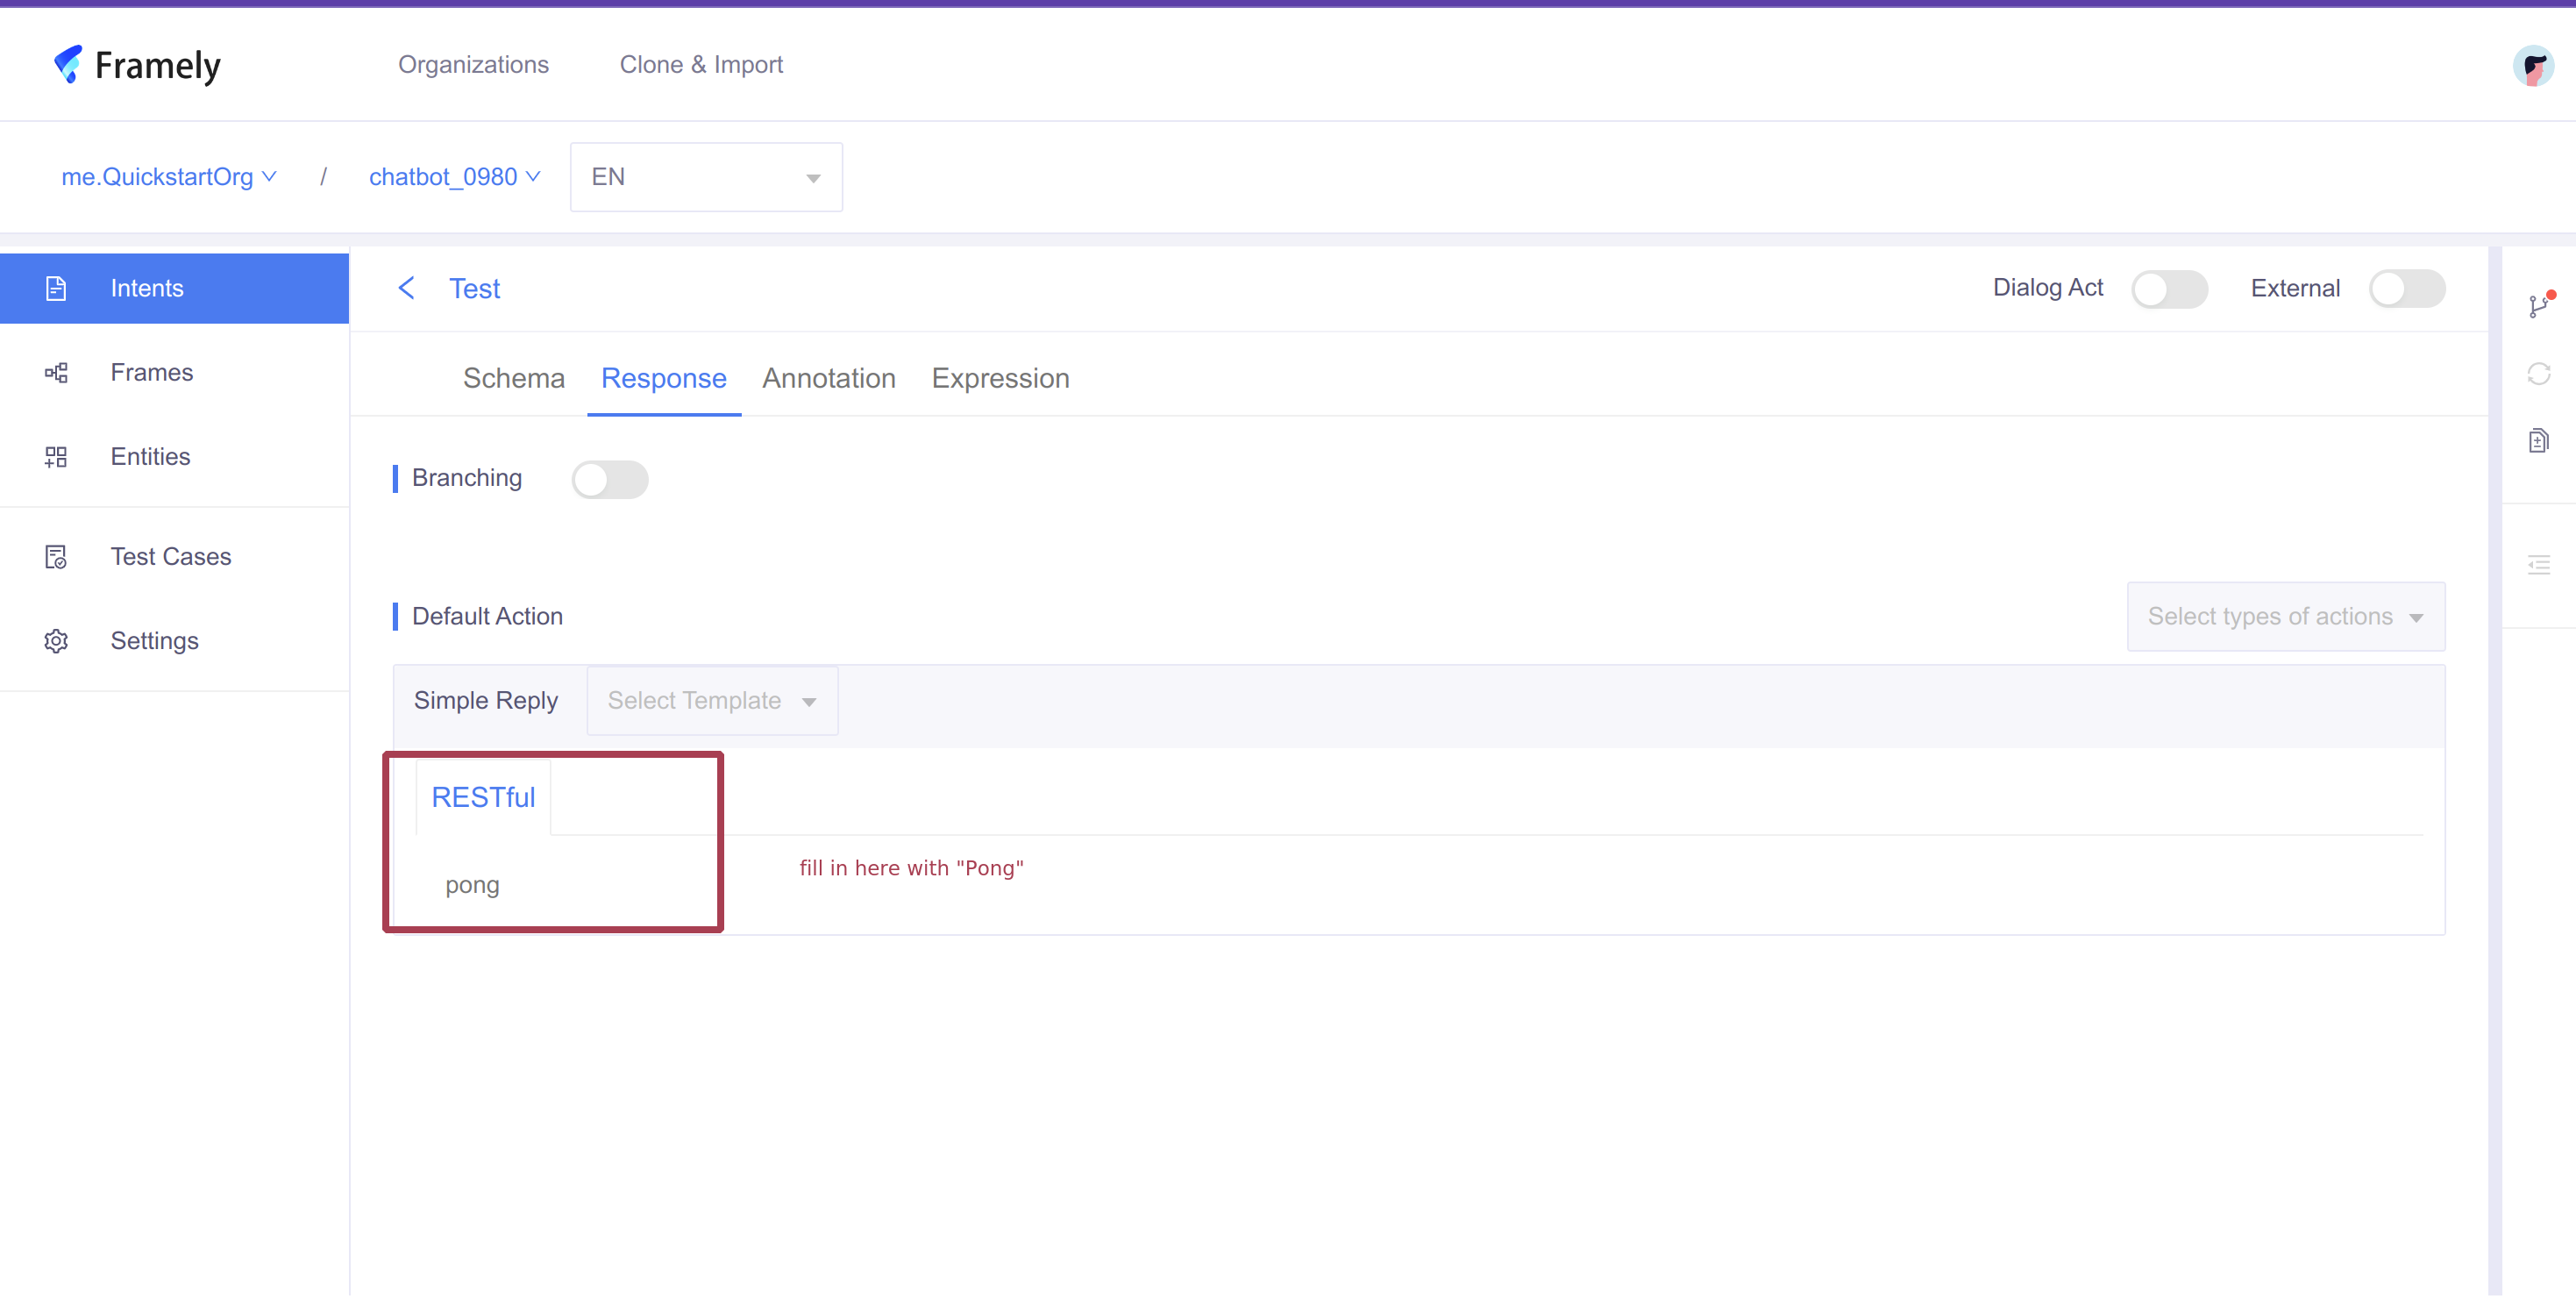 Framely
Organizations
Clone & Import
me.QuickstartOrg / chatbot_0980
EN
Intents
Frames
Entities
Test Cases
Settings
Test
Dialog Act
External
Schema
Response
Annotation
Expression
Branching
Default Action
Select types of actions
Simple Reply
Select Template
RESTful
fill in here with "Pong"
pong